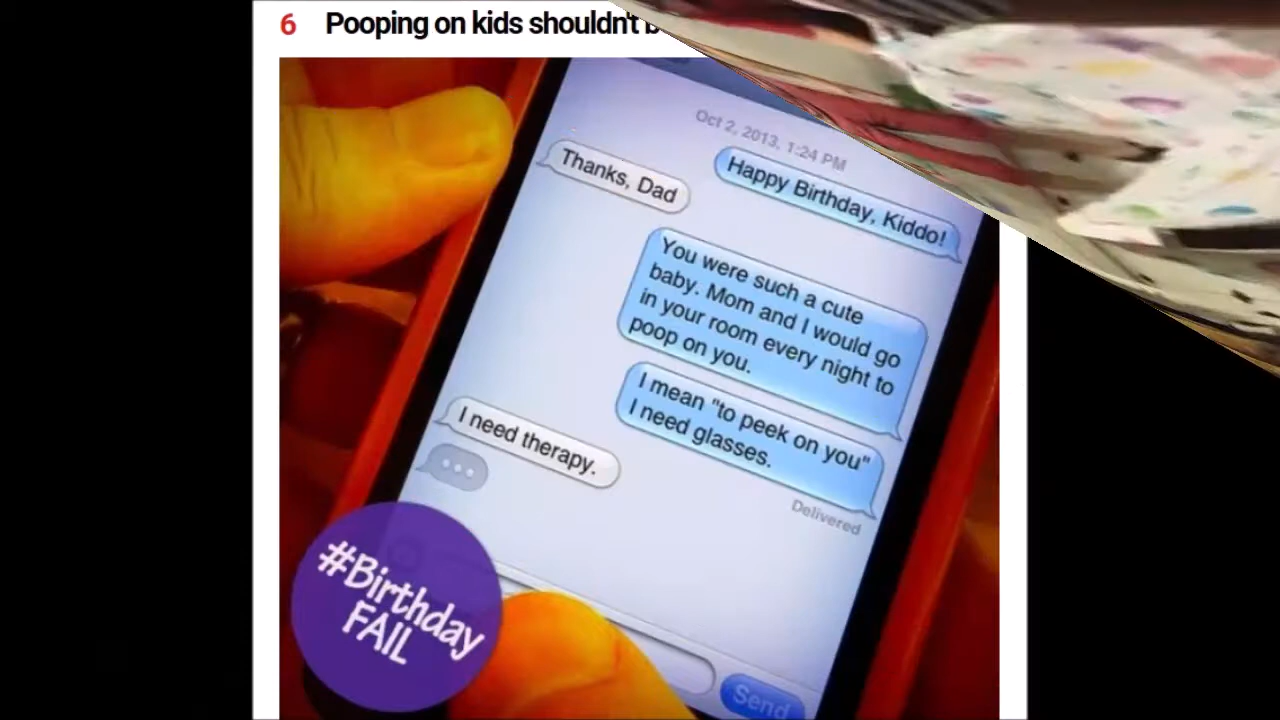 6 Pooping on kids shouldn't
Oct 2, 2013, 1:24 PM
Happy Birthday, Kiddo!
Thanks, Dad
You were such a cute
baby. Mom and I would go
in your room every night to
poop on you.
I mean "to peek on you"
I need glasses.
I need therapy.
...
Delivered
#Birthday
FAIL
Send